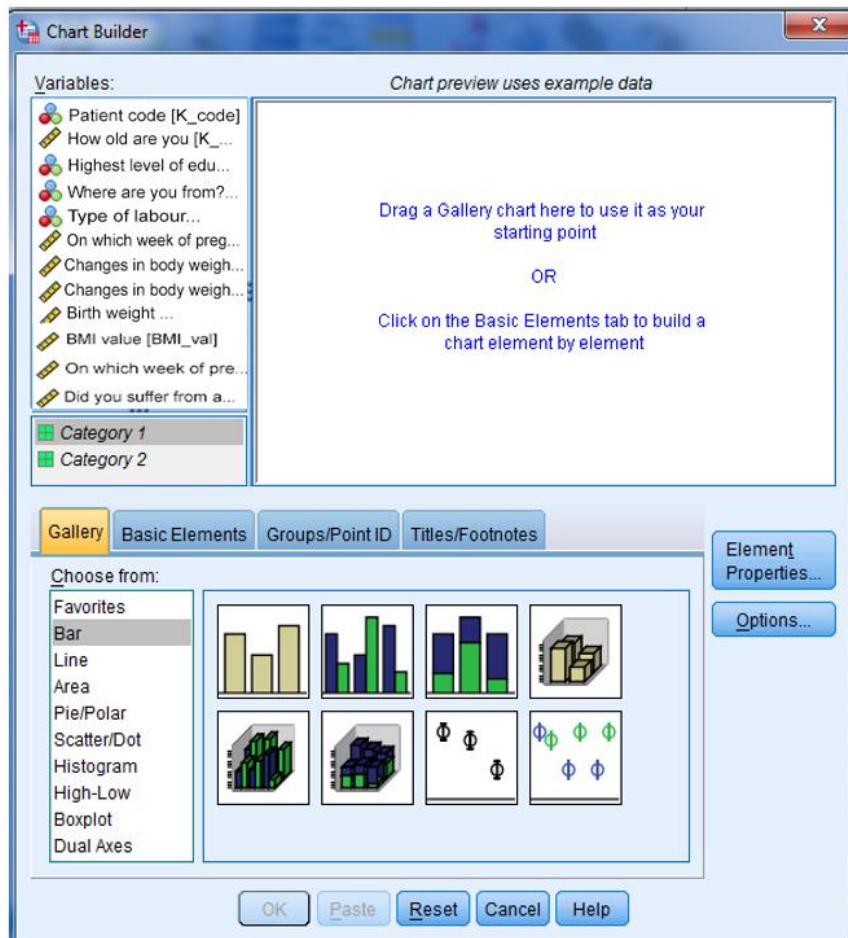 Chart Builder
Variables:
Chart preview uses example data
Patient code [K_code]
How old are you [K_...
Highest level of edu...
Where are you from?...
Type of labour...
On which week of preg...
Changes in body weigh...
Changes in body weigh...
Birth weight ...
BMI value [BMI_val]
On which week of pre...
Did you suffer from a...
Category 1
Category 2
Drag a Gallery chart here to use it as your
starting point
OR
Click on the Basic Elements tab to build a
chart element by element
Gallery
Basic Elements
Groups/Point ID
Titles/Footnotes
Choose from:
Favorites
Bar
Line
Area
Pie/Polar
Scatter/Dot
Histogram
High-Low
Boxplot
Dual Axes
Element
Properties...
Options...
OK
Paste
Reset
Cancel
Help